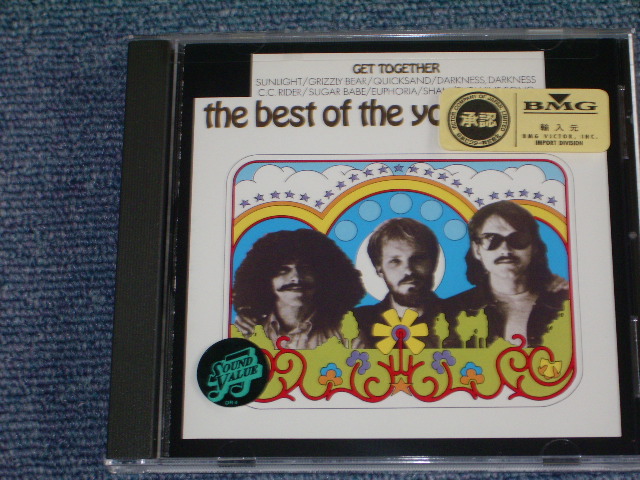 GET TOGETHER
SUNLIGHT/GRIZZLY BEAR/QUICKSAND/DARKNESS, DARKNESS
C.C. RIDER/SUGAR BABE/EUPHORIA/
the best of the yo
承認
BMG
輸入元
BMG VICTOR, INC.
IMPORT DIVISION
SOUND
VALUE